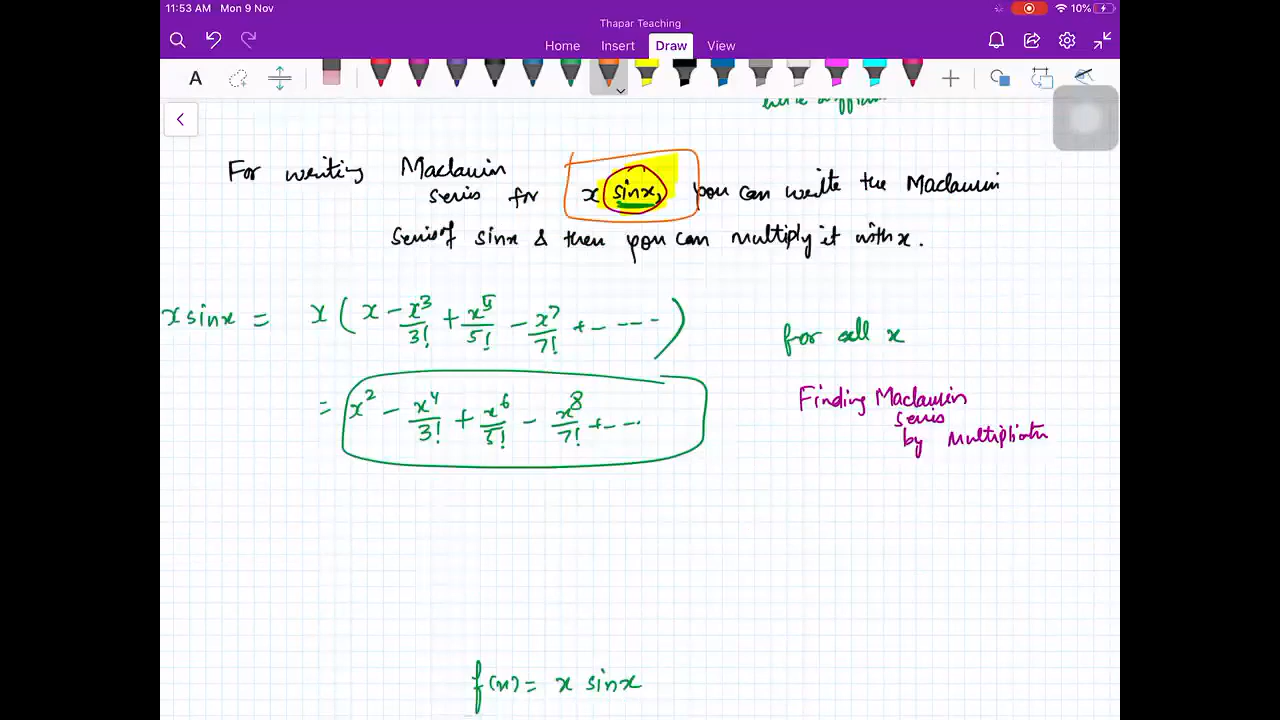 11:53 AM Mon 9 Nov
10%
Thapar Teaching
Home Insert Draw View
A
For writing Maclaurin series for x sinx, you can write the Maclaurin
series of sinx & then you can multiply it with x.
x sinx = x ( x - x³/3! + x⁵/5! - x⁷/7! + - ---- ) for all x
= x² - x⁴/3! + x⁶/5! - x⁸/7! + - ---
Finding Maclaurin
series
by
f(x) = x sinx